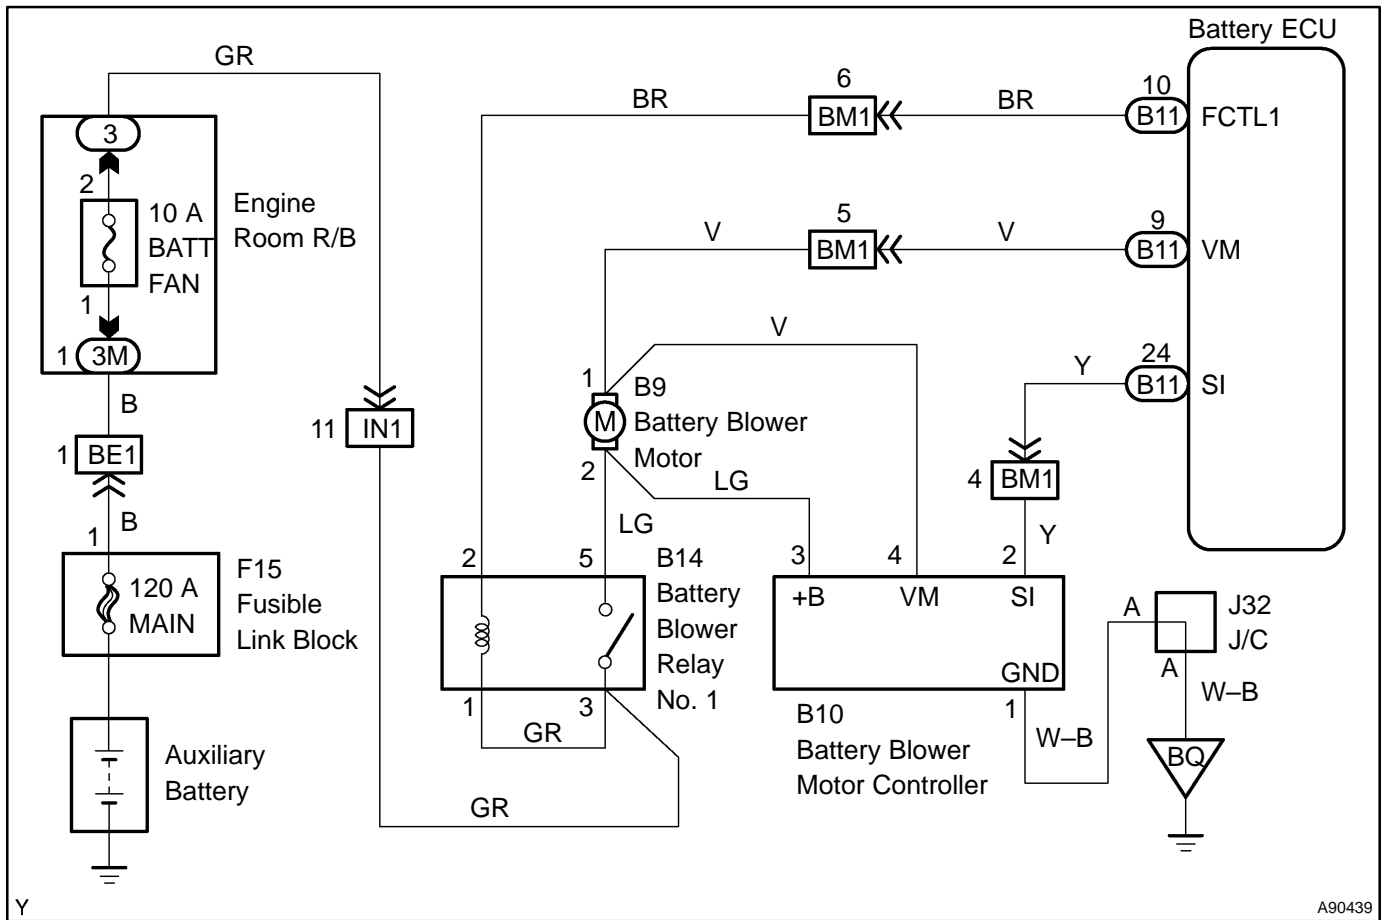 Battery ECU
GR
BR
6
BM1
BR
10
B11
FCTL1
3
2
10 A
BATT
FAN
Engine
Room R/B
1
1
3M
V
5
BM1
V
9
B11
VM
V
24
B11
SI
Y
B
1
BE1
B
11
IN1
1
M
2
B9
Battery Blower
Motor
LG
LG
4
BM1
Y
1
120 A
MAIN
F15
Fusible
Link Block
2
5
B14
Battery
Blower
Relay
No. 1
1
3
GR
3
4
2
+B
VM
SI
GND
1
B10
Battery Blower
Motor Controller
A
J32
J/C
A
W–B
W–B
BQ
Auxiliary
Battery
GR
Y
A90439